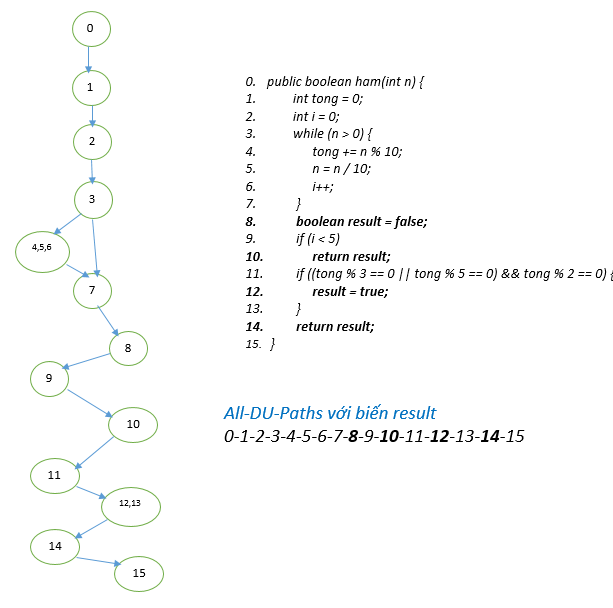 0
1
2
3
4,5,6
7
8
9
10
11
12,13
14
15
0. public boolean ham(int n) {
1. int tong = 0;
2. int i = 0;
3. while (n > 0) {
4. tong += n % 10;
5. n = n / 10;
6. i++;
7. }
8. boolean result = false;
9. if (i < 5)
10. return result;
11. if ((tong % 3 == 0 || tong % 5 == 0) && tong % 2 == 0) {
12. result = true;
13. }
14. return result;
15. }
All-DU-Paths với biến result
0-1-2-3-4-5-6-7-8-9-10-11-12-13-14-15